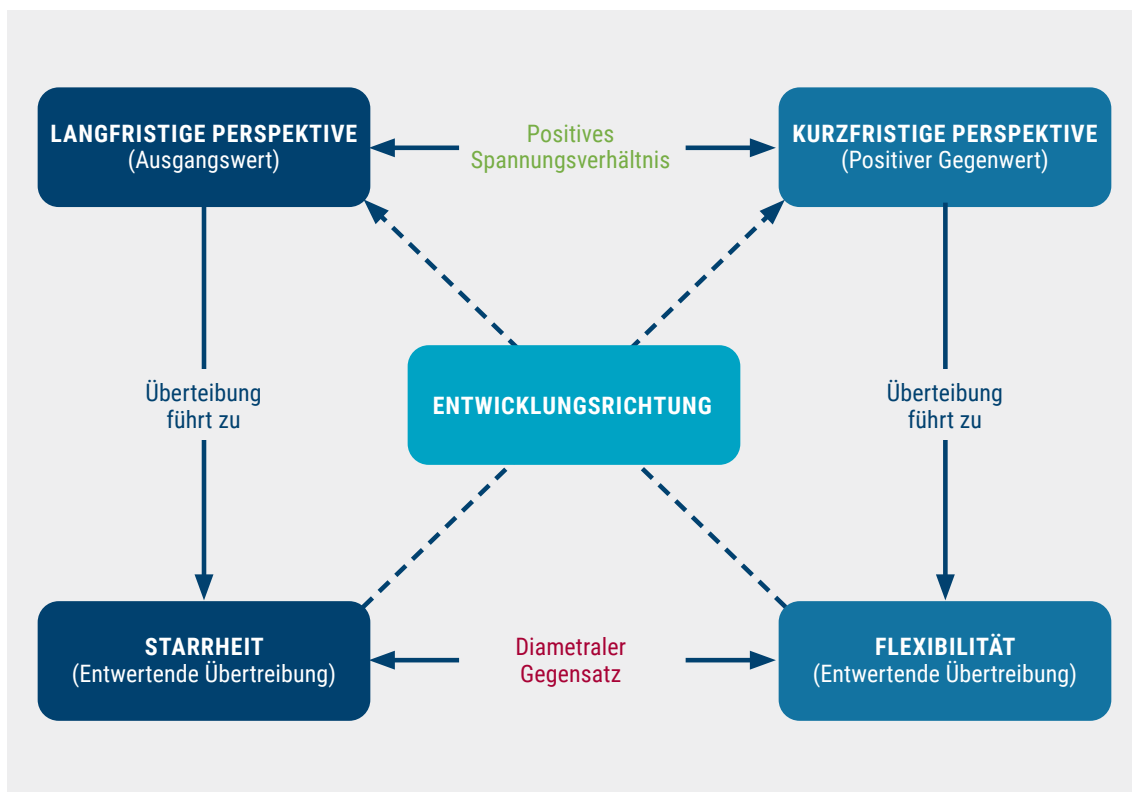 LANGFRISTIGE PERSPEKTIVE
(Ausgangswert)
Positives
Spannungsverhältnis
KURZFRISTIGE PERSPEKTIVE
(Positiver Gegenwert)
Überteibung
führt zu
ENTWICKLUNGSRICHTUNG
Überteibung
führt zu
STARRHEIT
(Entwertende Übertreibung)
Diametraler
Gegensatz
FLEXIBILITÄT
(Entwertende Übertreibung)